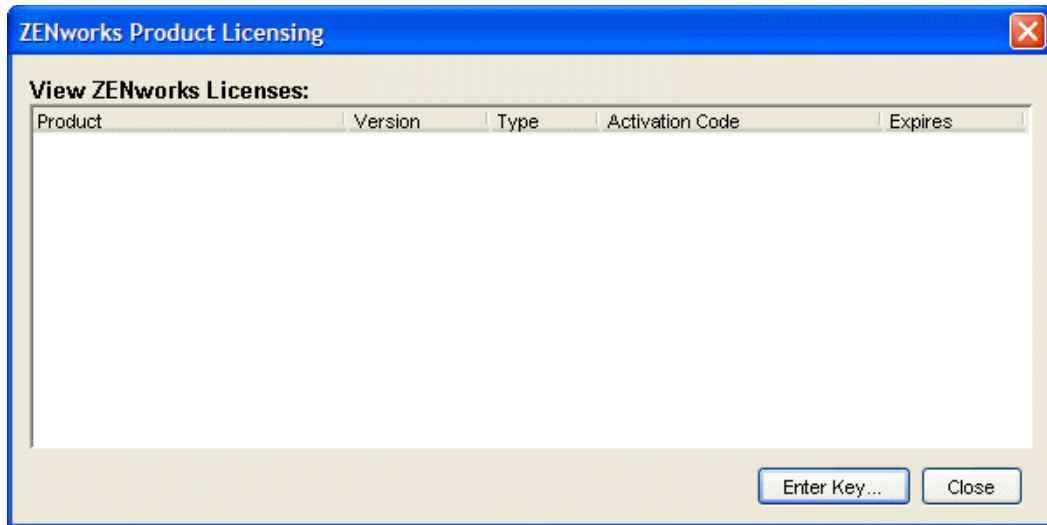 ZENworks Product Licensing
View ZENworks Licenses:
Product Version Type Activation Code Expires
Enter Key... Close